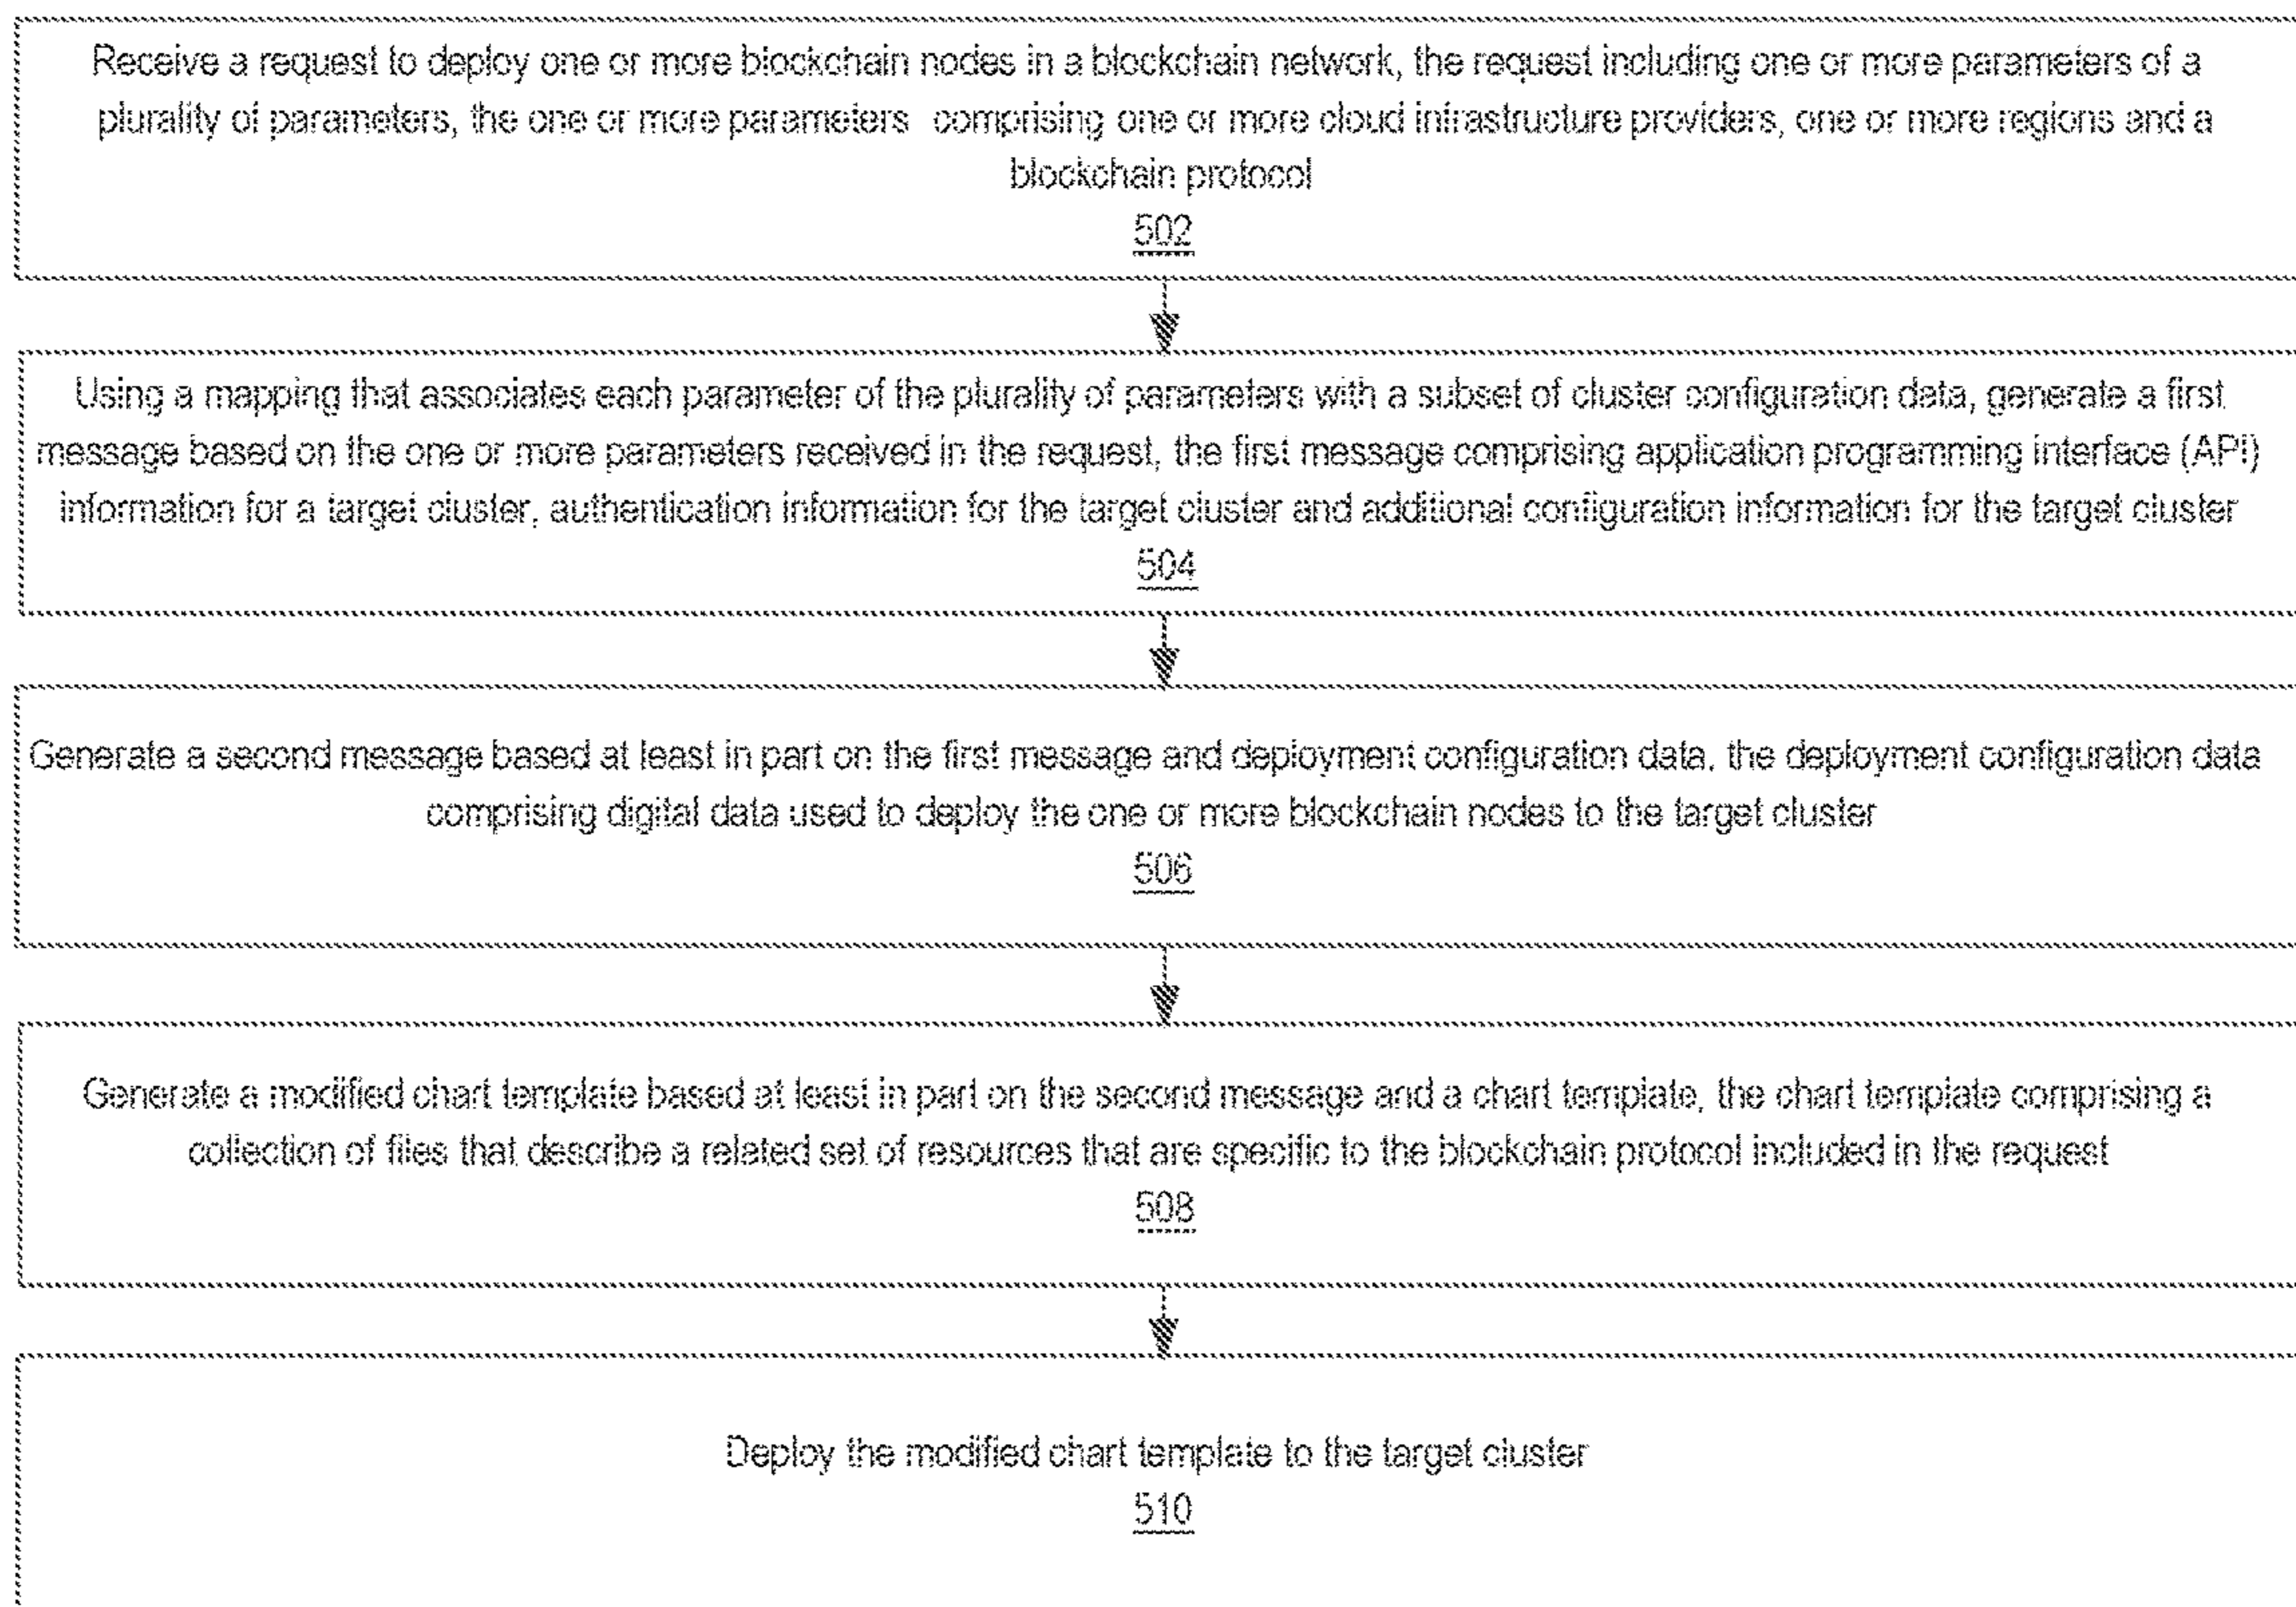 Receive a request to deploy one or more blockchain nodes in a blockchain network, the request including one or more parameters of a
plurality of parameters, the one or more parameters comprising one or more cloud infrastructure providers, one or more regions and a
blockchain protocol
502
Using a mapping that associates each parameter of the plurality of parameters with a subset of cluster configuration data, generate a first
message based on the one or more parameters received in the request, the first message comprising application programming interface (API)
information for a target cluster, authentication information for the target cluster and additional configuration information for the target cluster
504
Generate a second message based at least in part on the first message and deployment configuration data, the deployment configuration data
comprising digital data used to deploy the one or more blockchain nodes to the target cluster
506
Generate a modified chart template based at least in part on the second message and a chart template, the chart template comprising a
collection of files that describe a related set of resources that are specific to the blockchain protocol included in the request
508
Deploy the modified chart template to the target cluster
510